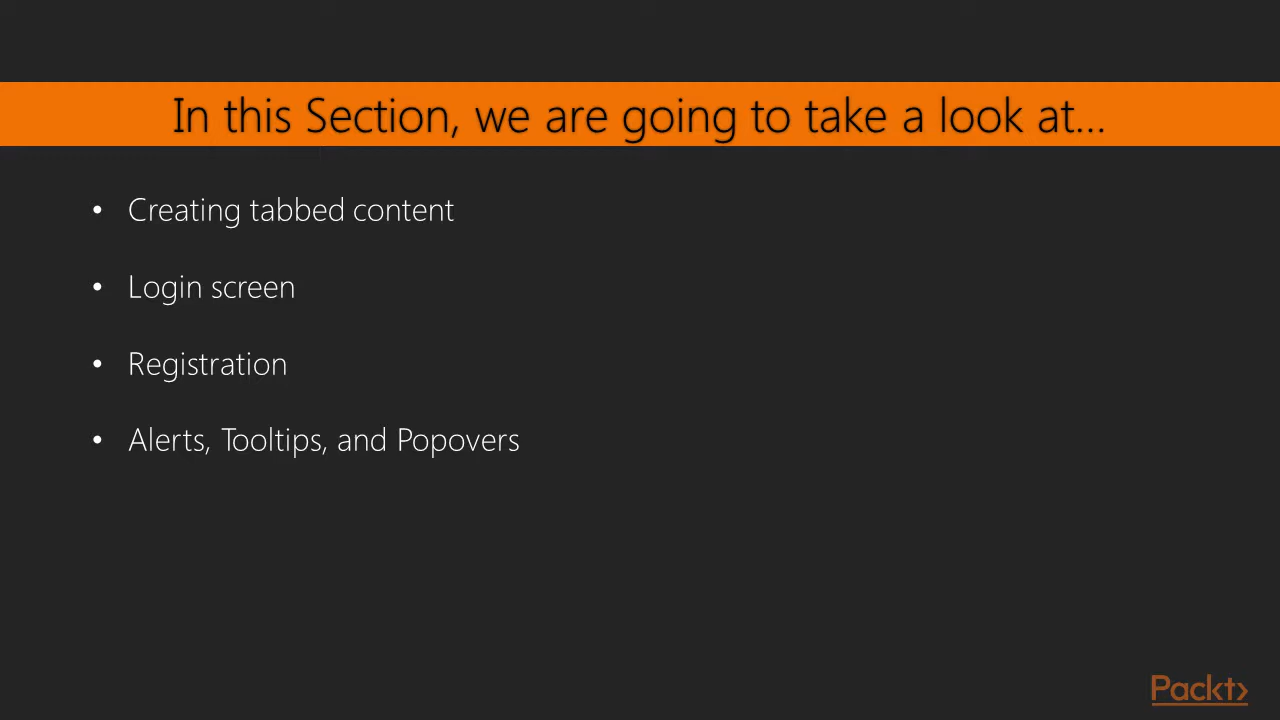 In this Section, we are going to take a look at...
• Creating tabbed content
• Login screen
• Registration
• Alerts, Tooltips, and Popovers
Packt>